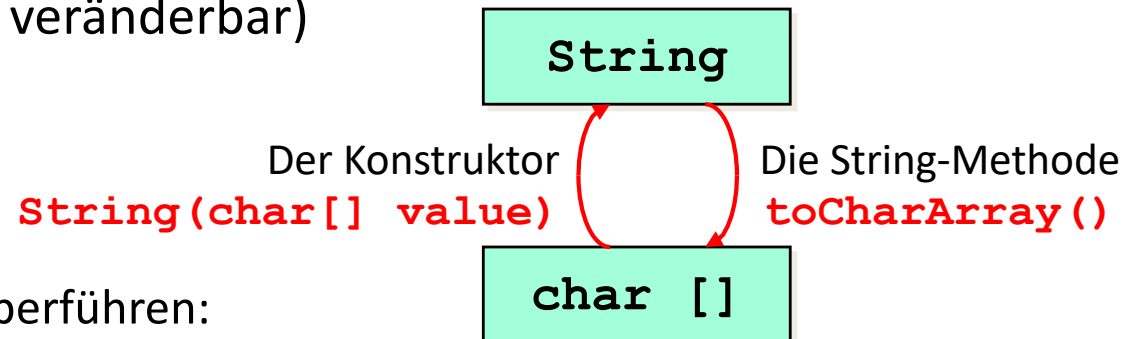 veränderbar)
String
Der Konstruktor
String(char[] value)
Die String-Methode
toCharArray()
char []
berführen: